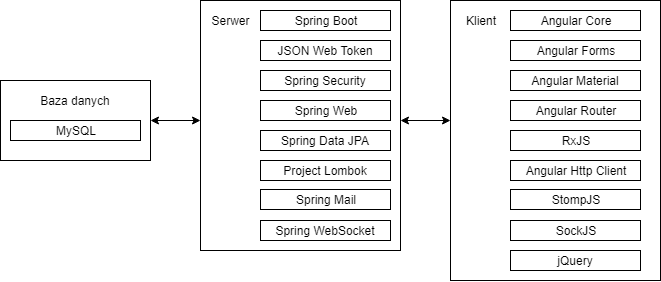 Baza danych
MySQL
Serwer
Spring Boot
JSON Web Token
Spring Security
Spring Web
Spring Data JPA
Project Lombok
Spring Mail
Spring WebSocket
Klient
Angular Core
Angular Forms
Angular Material
Angular Router
RxJS
Angular Http Client
StompJS
SockJS
jQuery